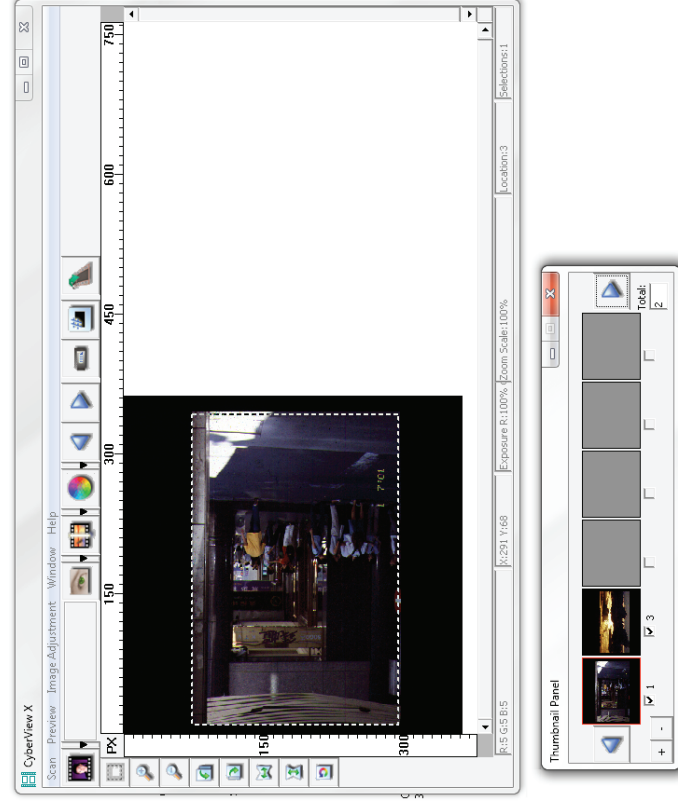 CyberView X
Scan Preview Image Adjustment Window Help
PX
150
300
450
600
750
150
300
R:5 G:5 B:5
X:291 Y:68
Exposure R:100%
Zoom Scale:100%
Location:3
Selections:1
Thumbnail Panel
1
3
Total:
2
+ -